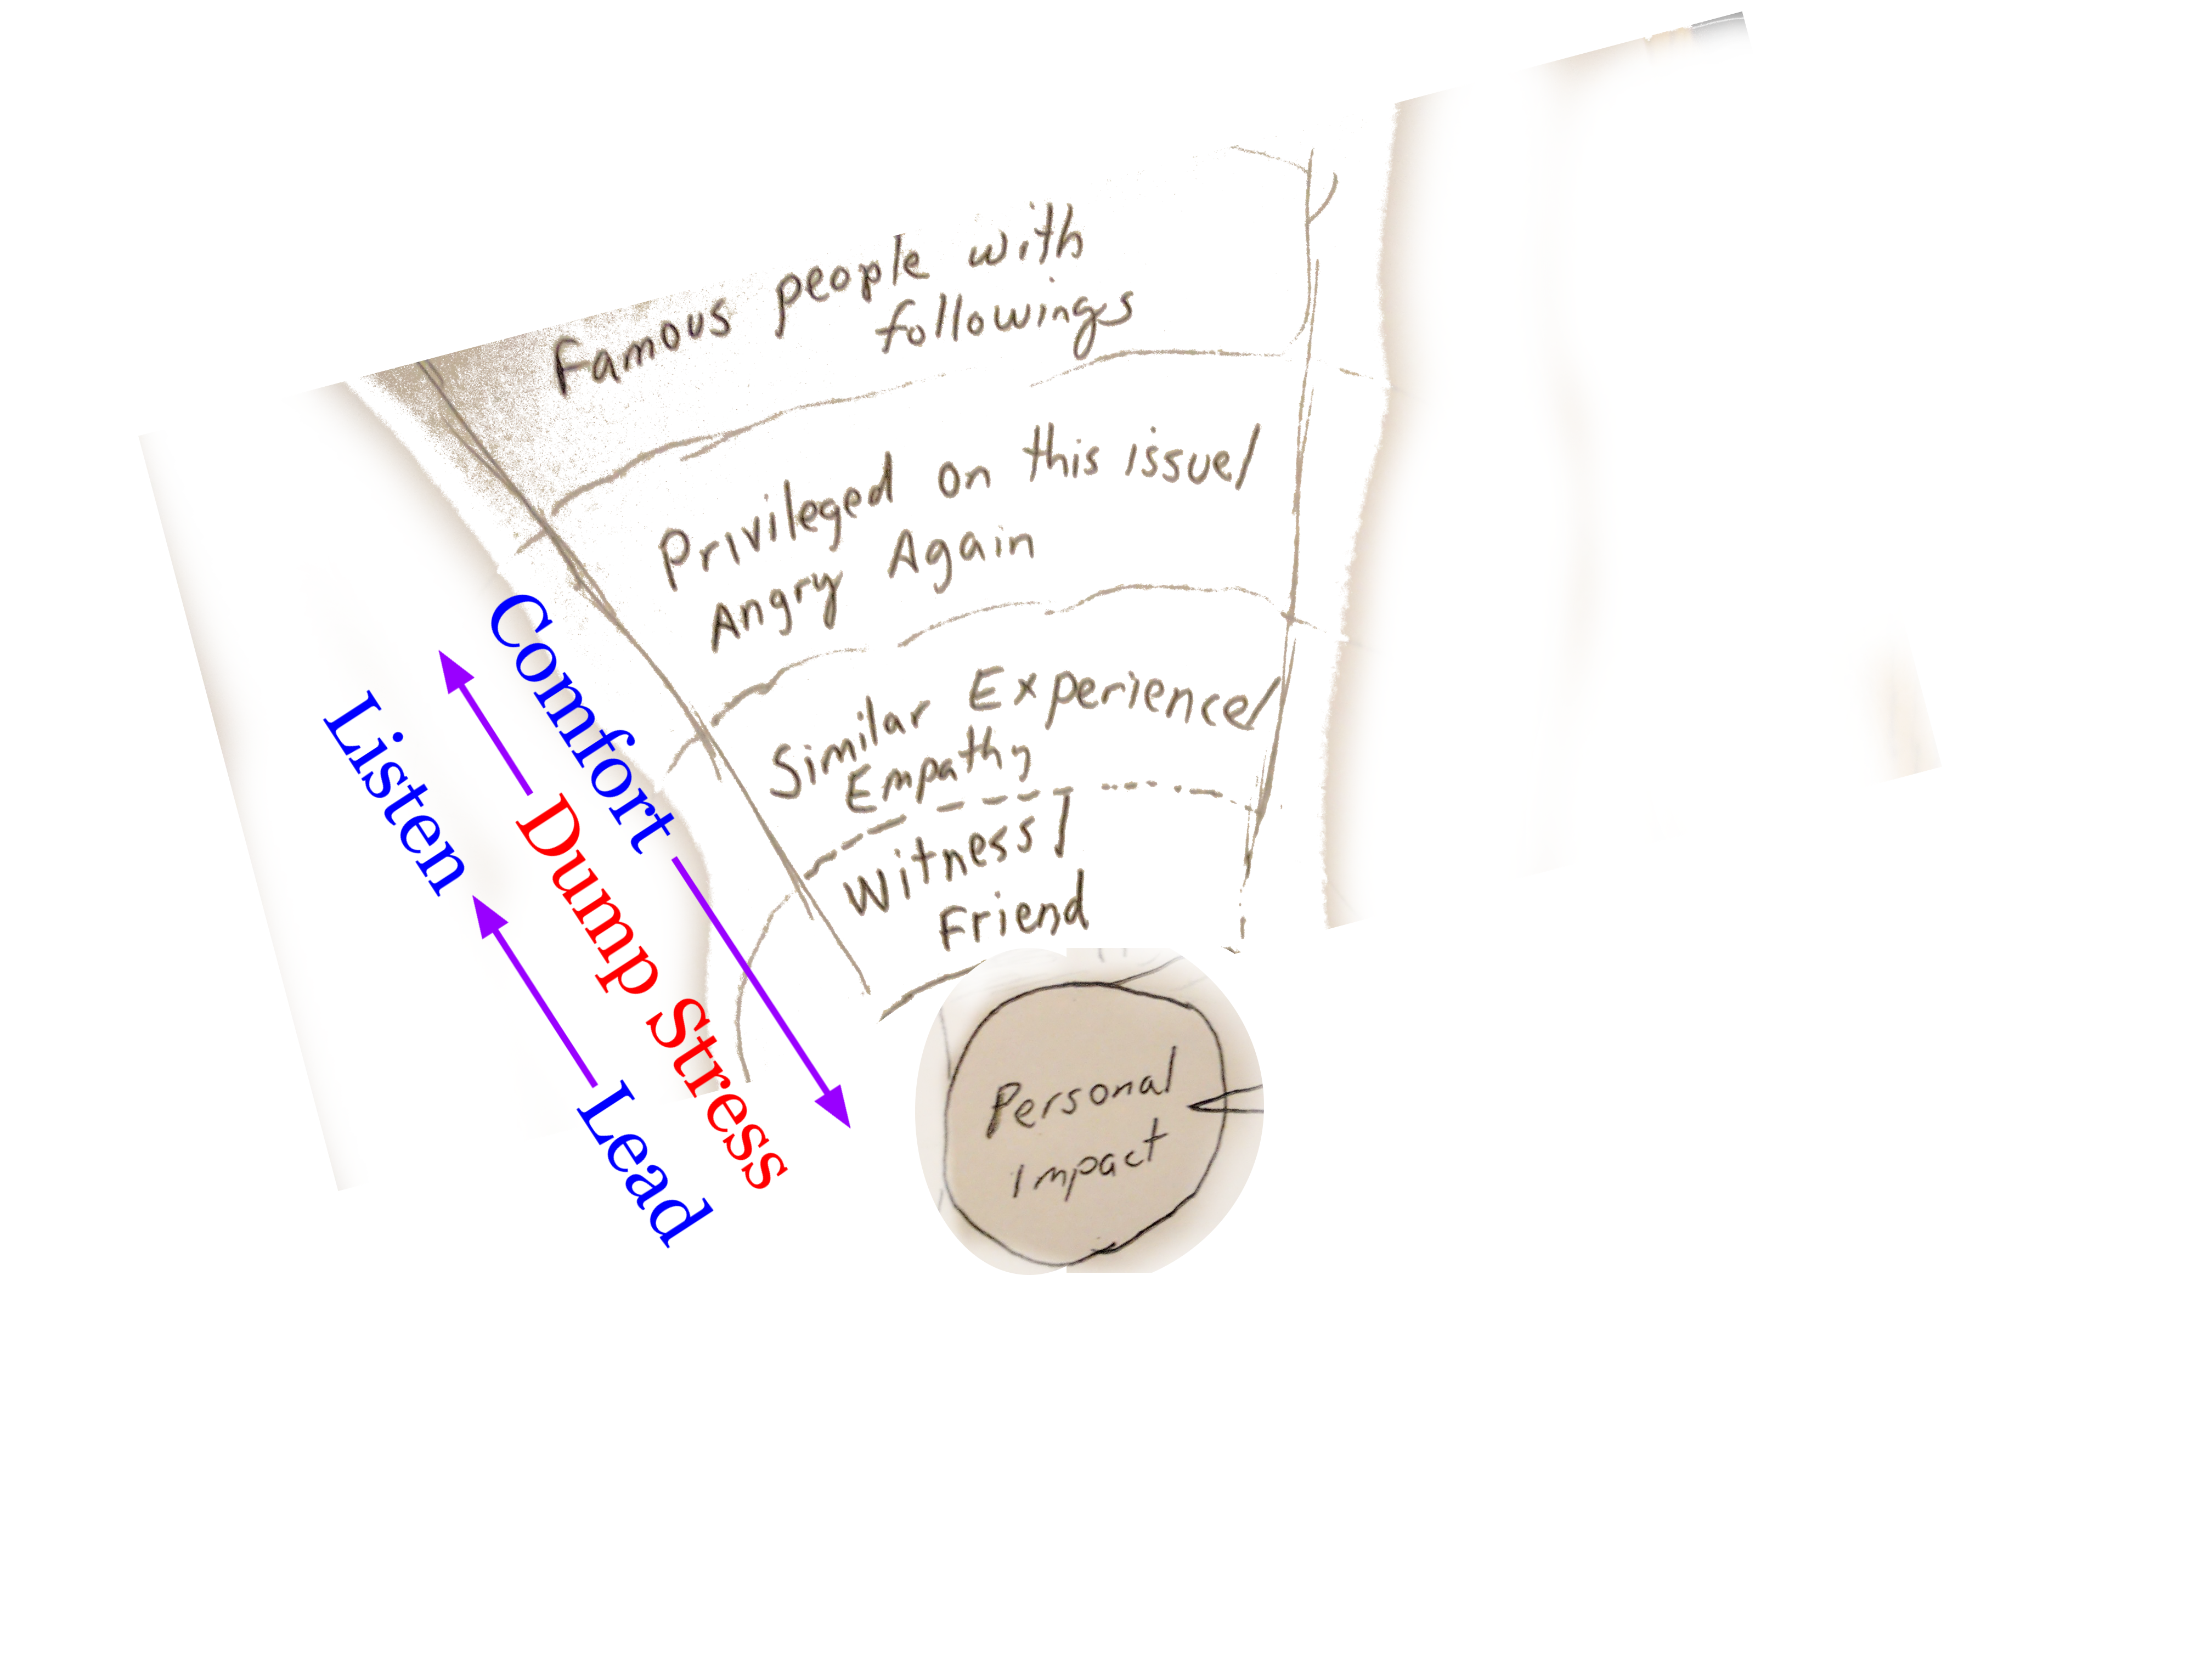 Famous people with
followings
Privileged on this issue/
Angry Again
Similar Experience/
Empathy
Witness/
Friend
Personal
Impact
Comfort
Dump Stress
Listen
Lead